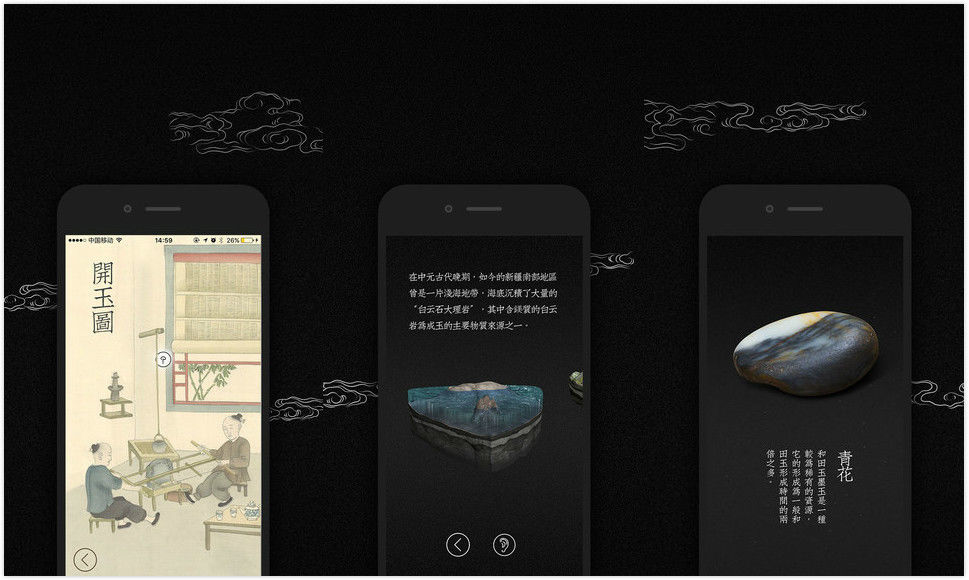 中国移动
14:59
26%
開玉圖
在中元古代晚期，如今的新疆南部地區
曾是一片淺海地帶，海底沉積了大量的
“白云石大理岩”，其中含鎂質的白云
岩爲成玉的主要物質來源之一。
青花
和田玉墨玉是一種
較爲稀有的資源，
它的形成爲一般和
田玉形成時間的兩
倍之多。